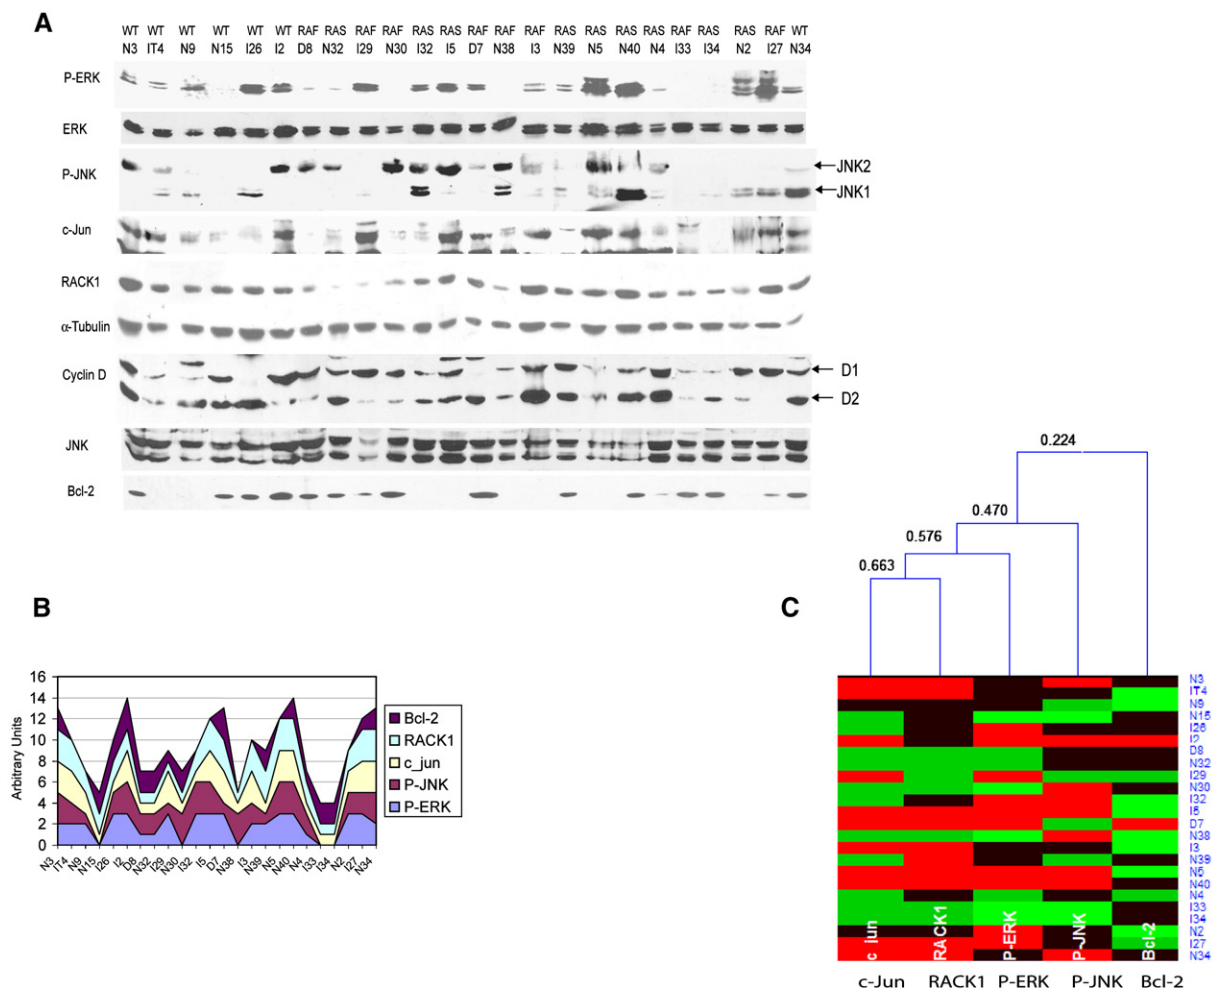 A
WT WT WT WT WT WT RAF RAS RAF RAF RAS RAS RAF RAF RAF RAS RAS RAS RAS RAF RAS RAS RAF WT
N3 IT4 N9 N15 I26 I2 D8 N32 I29 N30 I32 I5 D7 N38 I3 N39 N5 N40 N4 I33 I34 N2 I27 N34
P-ERK
ERK
P-JNK
JNK2
JNK1
c-Jun
RACK1
α-Tubulin
Cyclin D
D1
D2
JNK
Bcl-2
B
Arbitrary Units
16
14
12
10
8
6
4
2
0
N3 IT4 N9 N15 I26 I2 D8 N32 I29 N30 I32 I5 D7 N38 I3 N39 N5 N40 N4 I33 I34 N2 I27 N34
Bcl-2
RACK1
c_jun
P-JNK
P-ERK
C
0.224
0.470
0.576
0.663
N3
IT4
N9
N15
I26
I2
D8
N32
I29
N30
I32
I5
D7
N38
I3
N39
N5
N40
N4
I33
I34
N2
I27
N34
c_jun RACK1 P-ERK P-JNK Bcl-2
c-Jun RACK1 P-ERK P-JNK Bcl-2